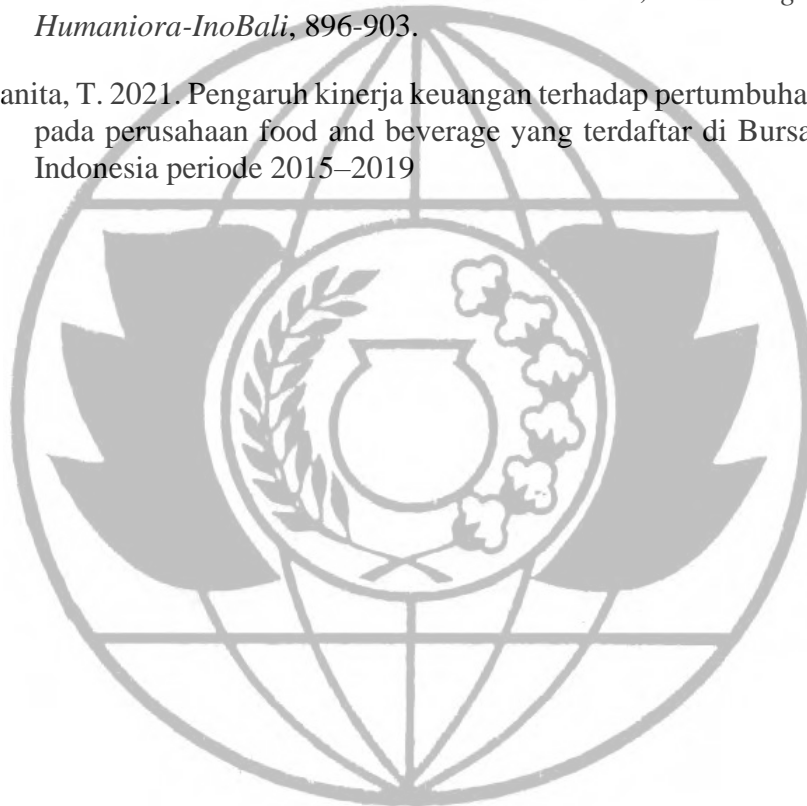 Humaniora-InoBali, 896-903.
anita, T. 2021. Pengaruh kinerja keuangan terhadap pertumbuha
pada perusahaan food and beverage yang terdaftar di Bursa
Indonesia periode 2015–2019